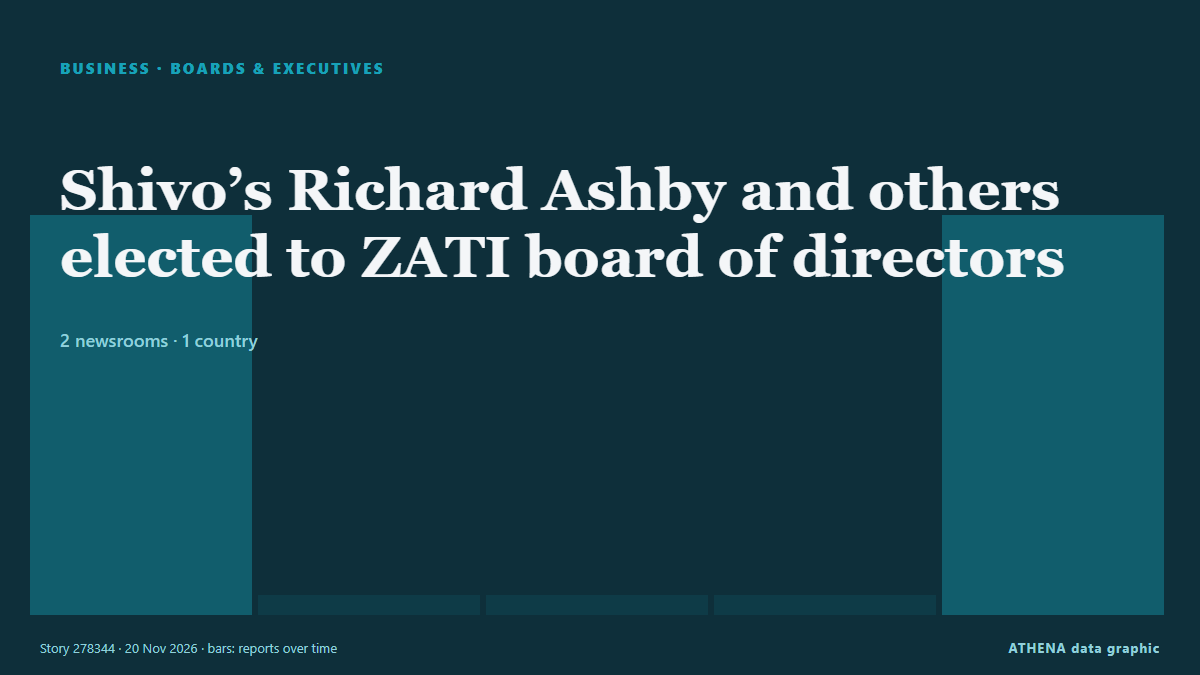 BUSINESS · BOARDS & EXECUTIVES
Shivo’s Richard Ashby and others
elected to ZATI board of directors
2 newsrooms · 1 country
Story 278344 · 20 Nov 2026 · bars: reports over time
ATHENA data graphic